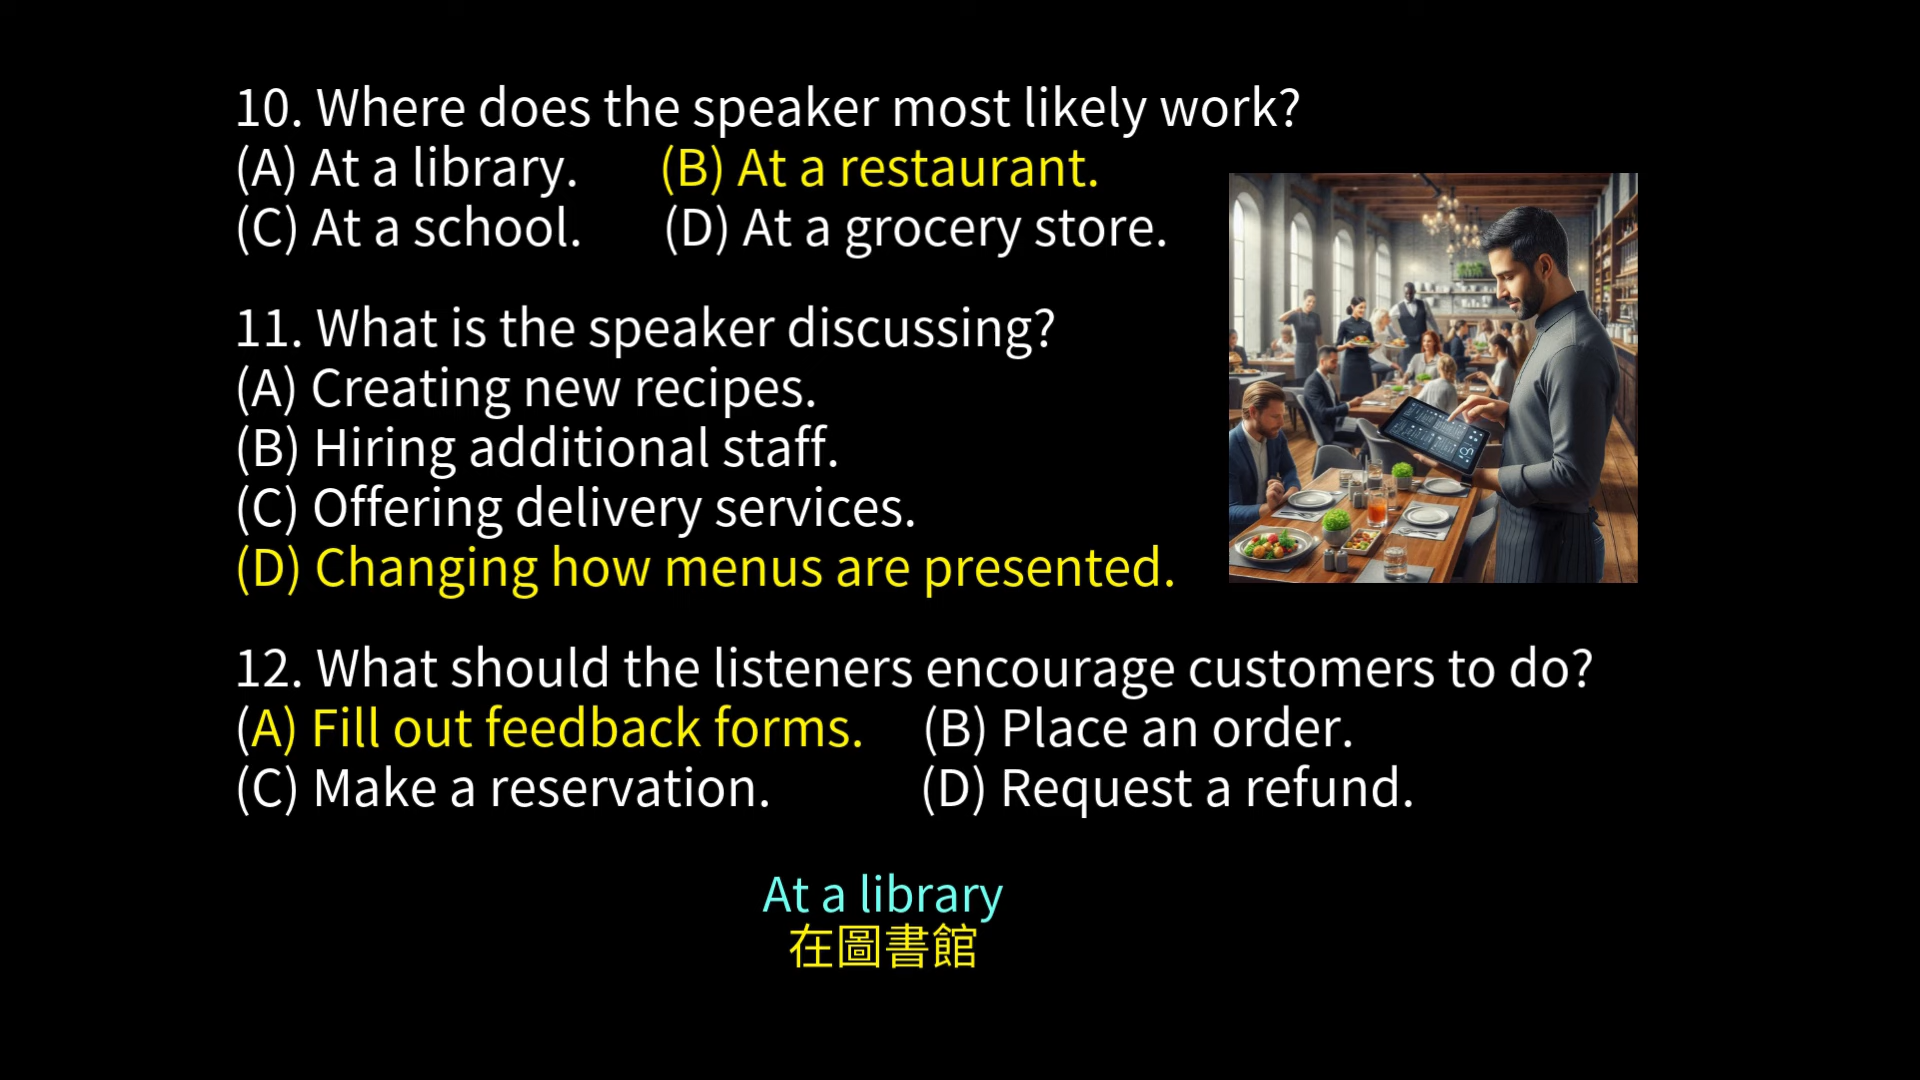 10. Where does the speaker most likely work?
(A) At a library. (B) At a restaurant.
(C) At a school. (D) At a grocery store.
11. What is the speaker discussing?
(A) Creating new recipes.
(B) Hiring additional staff.
(C) Offering delivery services.
(D) Changing how menus are presented.
12. What should the listeners encourage customers to do?
(A) Fill out feedback forms. (B) Place an order.
(C) Make a reservation. (D) Request a refund.
At a library
在圖書館